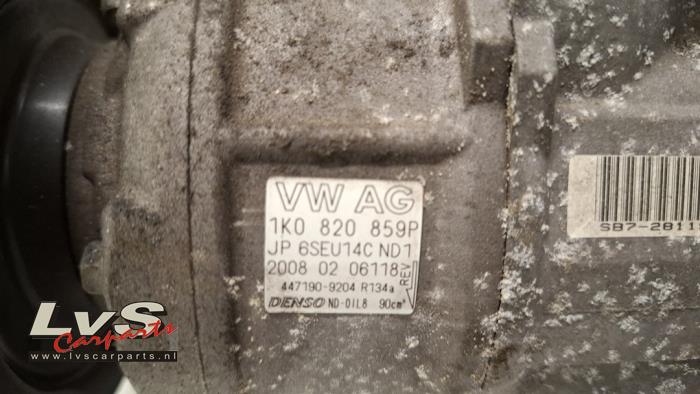 VW AG
1K0 820 859P
JP 6SEU14C ND1
2008 02 06118
REV
447190-9204 R134a
DENSO ND-OIL8 90cm³
SB7-2811
LvS
Carparts
www.lvscarparts.nl